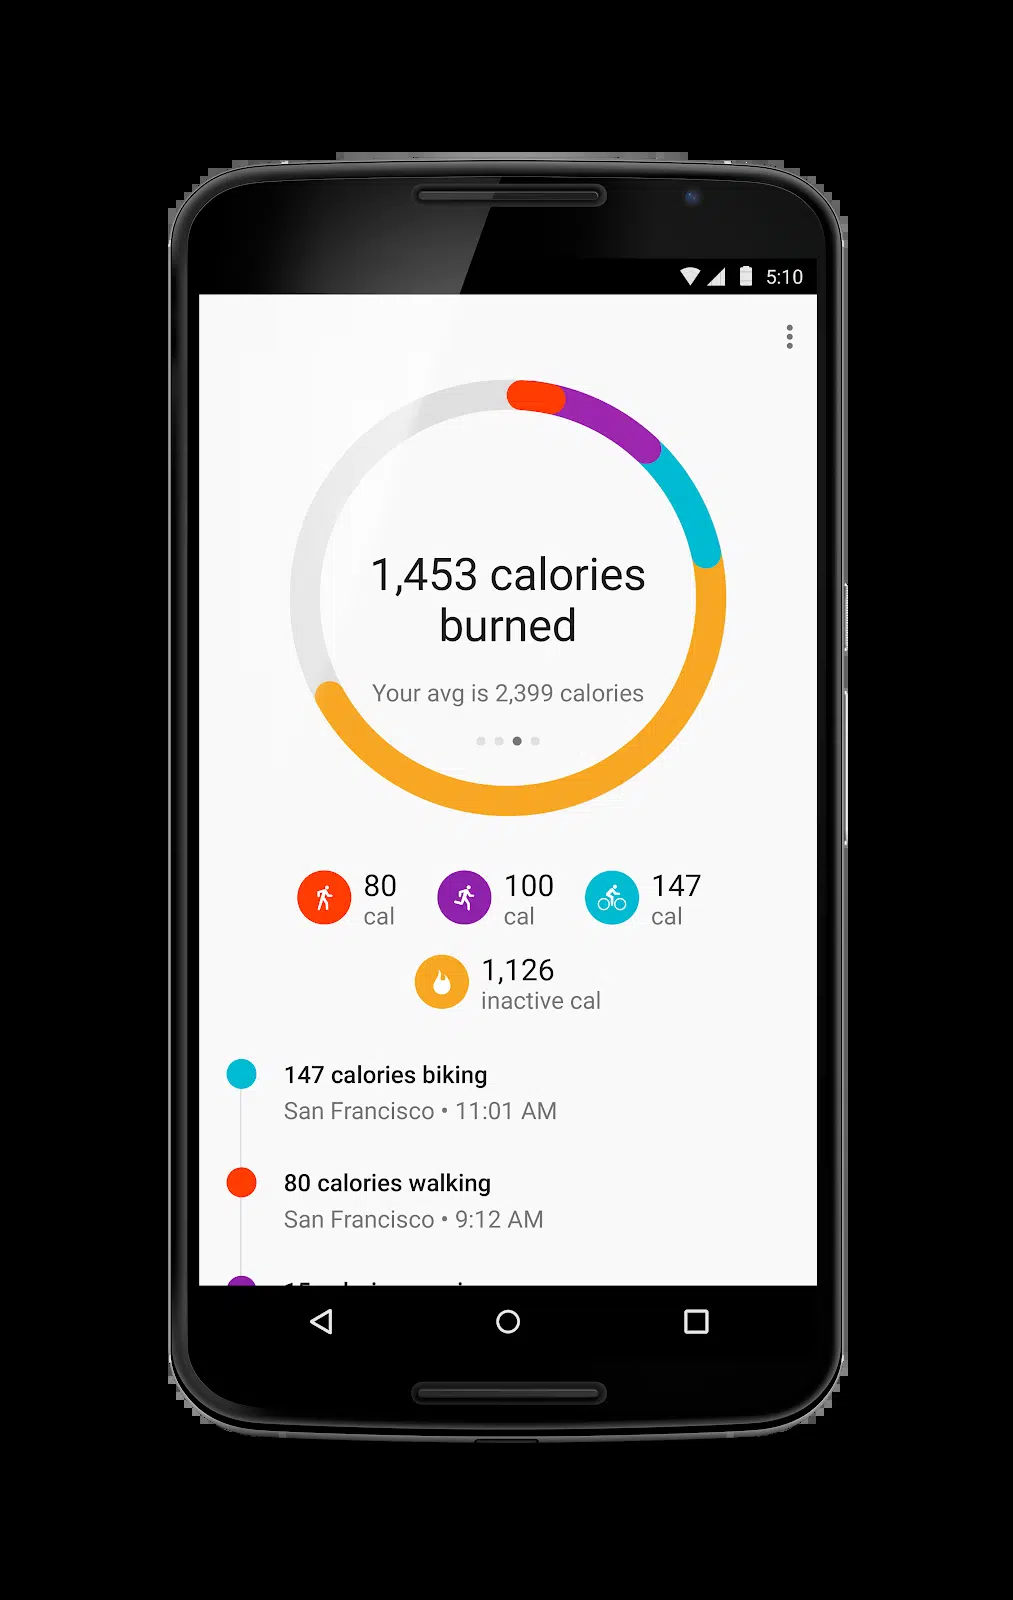 5:10
1,453 calories
burned
Your avg is 2,399 calories
80
cal
100
cal
147
cal
1,126
inactive cal
147 calories biking
San Francisco • 11:01 AM
80 calories walking
San Francisco • 9:12 AM